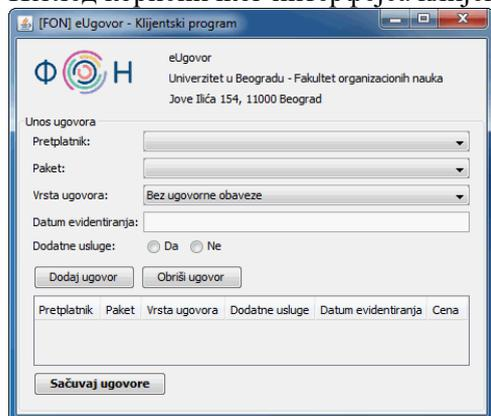 [FON] eUgovor - Klijentski program
Ф Н
eUgovor
Univerzitet u Beogradu - Fakultet organizacionih nauka
Jove Ilića 154, 11000 Beograd
Unos ugovora
Pretplatnik:
Paket:
Vrsta ugovora: Bez ugovorne obaveze
Datum evidentiranja:
Dodatne usluge: Da Ne
Dodaj ugovor Obriši ugovor
Pretplatnik Paket Vrsta ugovora Dodatne usluge Datum evidentiranja Cena
Sačuvaj ugovore